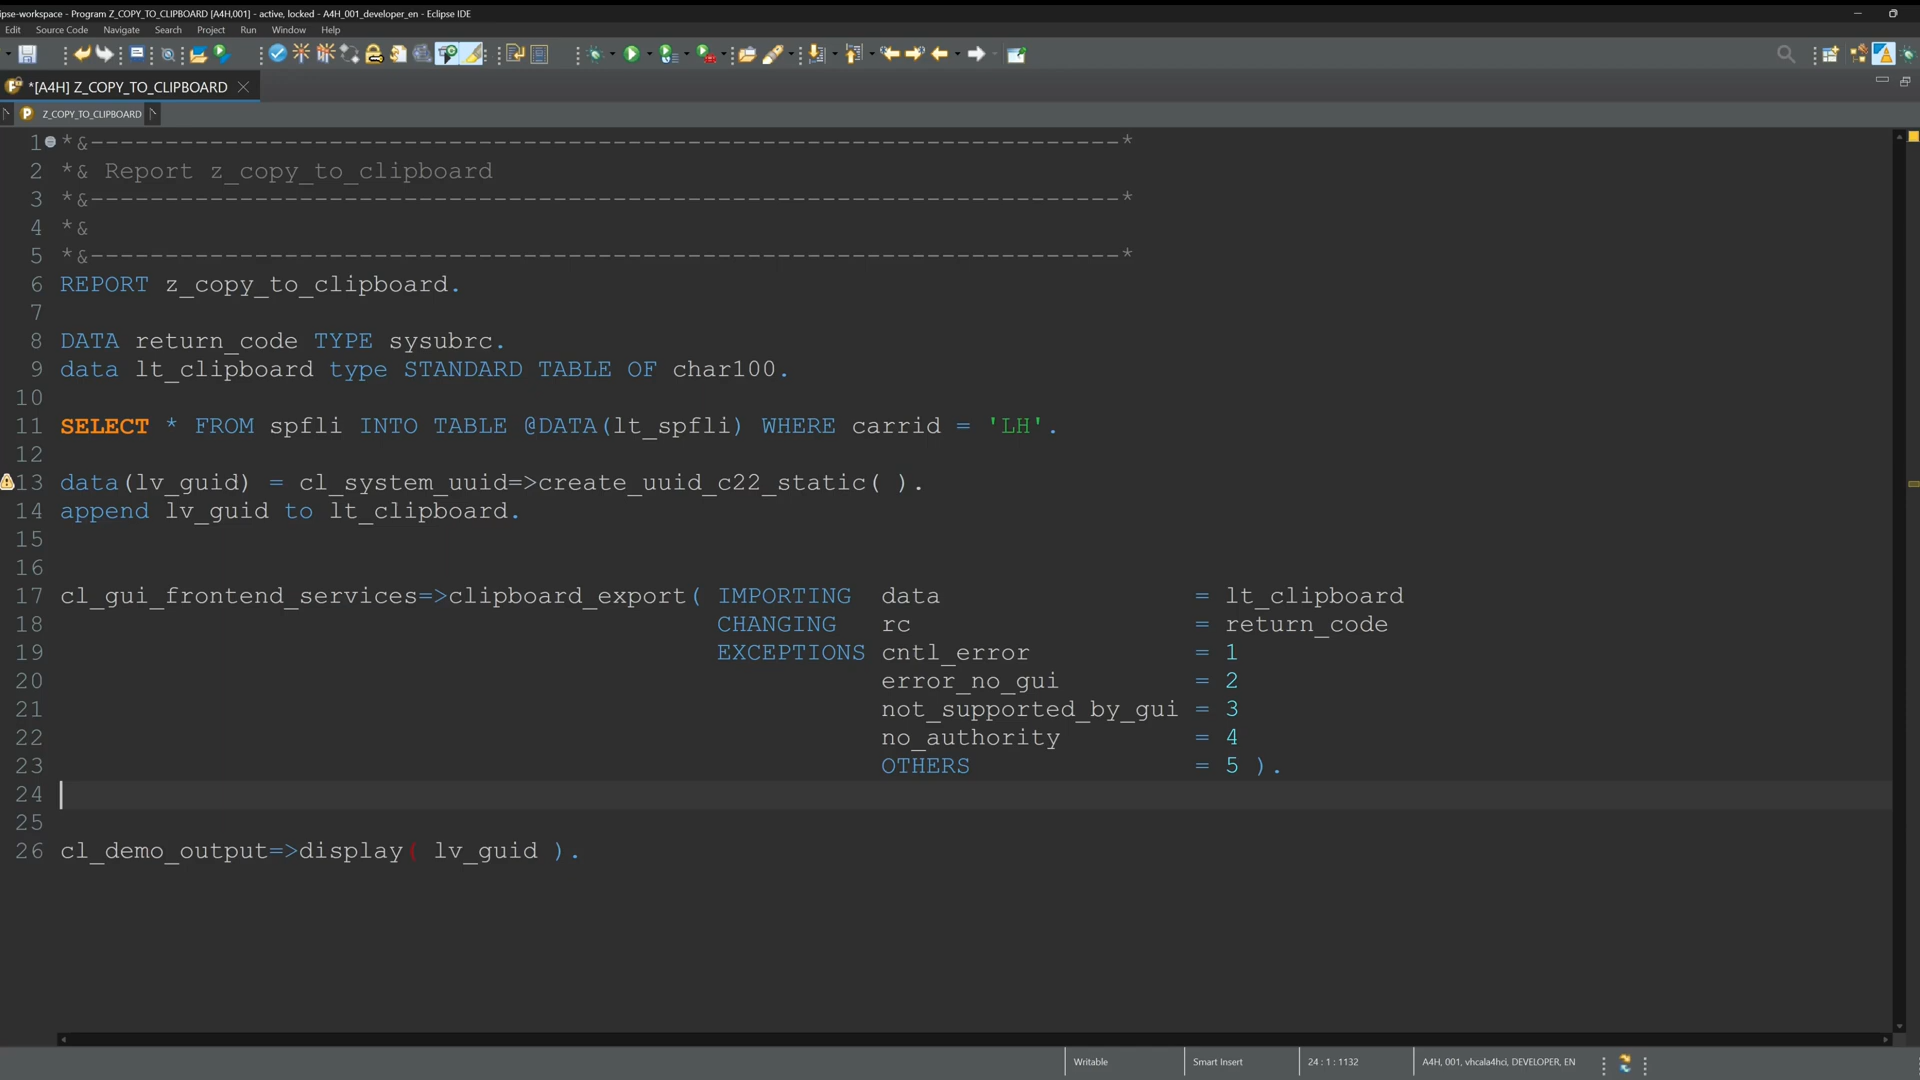 ipse-workspace - Program Z_COPY_TO_CLIPBOARD [A4H,001] - active, locked - A4H_001_developer_en - Eclipse IDE
Edit Source Code Navigate Search Project Run Window Help
*[A4H] Z_COPY_TO_CLIPBOARD
P Z_COPY_TO_CLIPBOARD
1 *&---------------------------------------------------------------------*
2 *& Report z_copy_to_clipboard
3 *&---------------------------------------------------------------------*
4 *&
5 *&---------------------------------------------------------------------*
6 REPORT z_copy_to_clipboard.
7
8 DATA return_code TYPE sysubrc.
9 data lt_clipboard type STANDARD TABLE OF char100.
10
11 SELECT * FROM spfli INTO TABLE @DATA(lt_spfli) WHERE carrid = 'LH'.
12
13 data(lv_guid) = cl_system_uuid=>create_uuid_c22_static( ).
14 append lv_guid to lt_clipboard.
15
16
17 cl_gui_frontend_services=>clipboard_export( IMPORTING data = lt_clipboard
18 CHANGING rc = return_code
19 EXCEPTIONS cntl_error = 1
20 error_no_gui = 2
21 not_supported_by_gui = 3
22 no_authority = 4
23 OTHERS = 5 ).
24
25
26 cl_demo_output=>display( lv_guid ).
Writable Smart Insert 24 : 1 : 1132 A4H, 001, vhcala4hci, DEVELOPER, EN